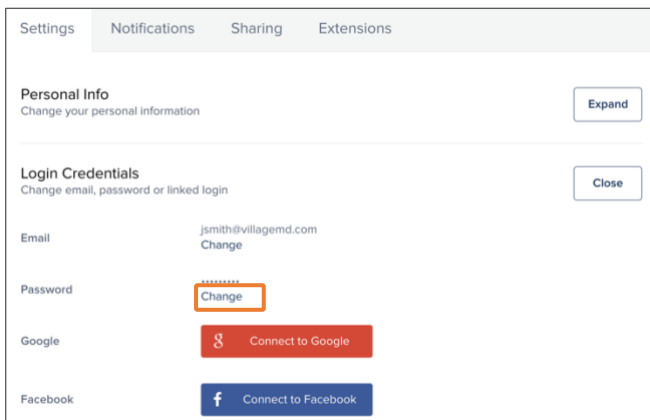 Settings Notifications Sharing Extensions
Personal Info
Change your personal information
Expand
Login Credentials
Change email, password or linked login
Close
Email
jsmith@villagemd.com
Change
Password
•••••••••
Change
Google
Connect to Google
Facebook
f Connect to Facebook